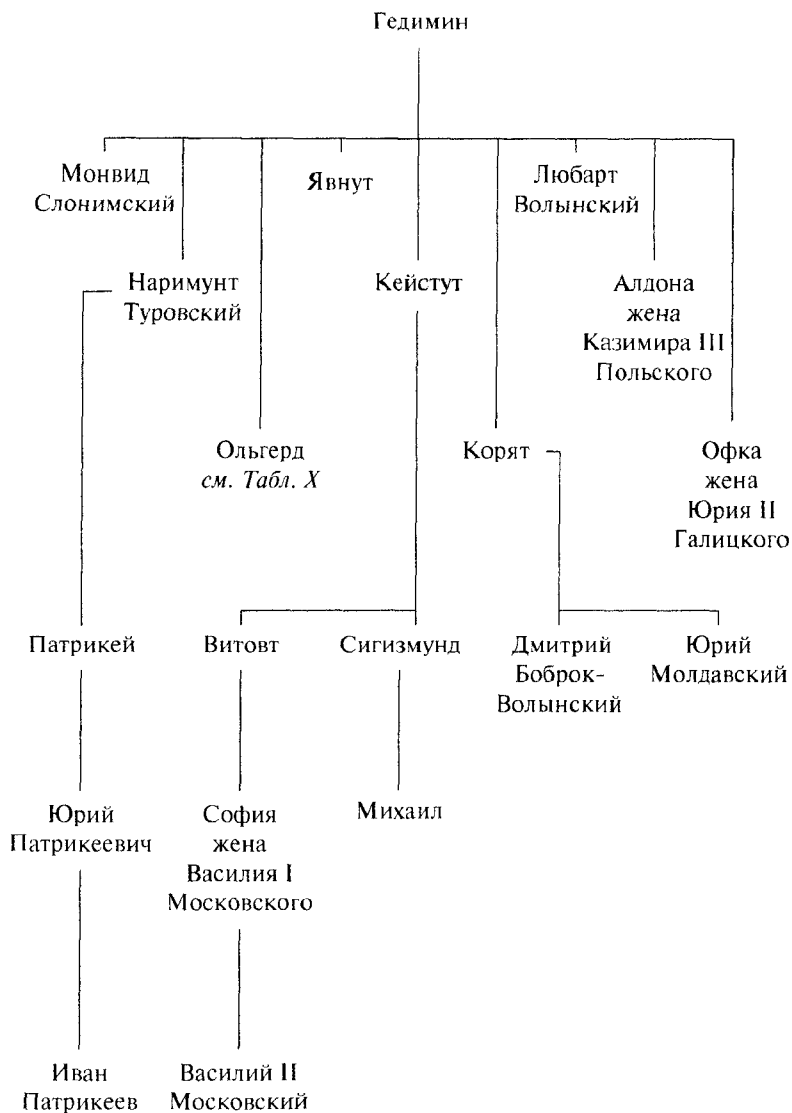 Гедимин
Монвид
Слонимский
Явнут
Любарт
Волынский
Наримунт
Туровский
Кейстут
Алдона
жена
Казимира III
Польского
Ольгерд
см. Табл. X
Корят
Офка
жена
Юрия II
Галицкого
Патрикей
Витовт
Сигизмунд
Дмитрий
Боброк-
Волынский
Юрий
Молдавский
Юрий
Патрикеевич
София
жена
Василия I
Московского
Михаил
Иван
Патрикеев
Василий II
Московский